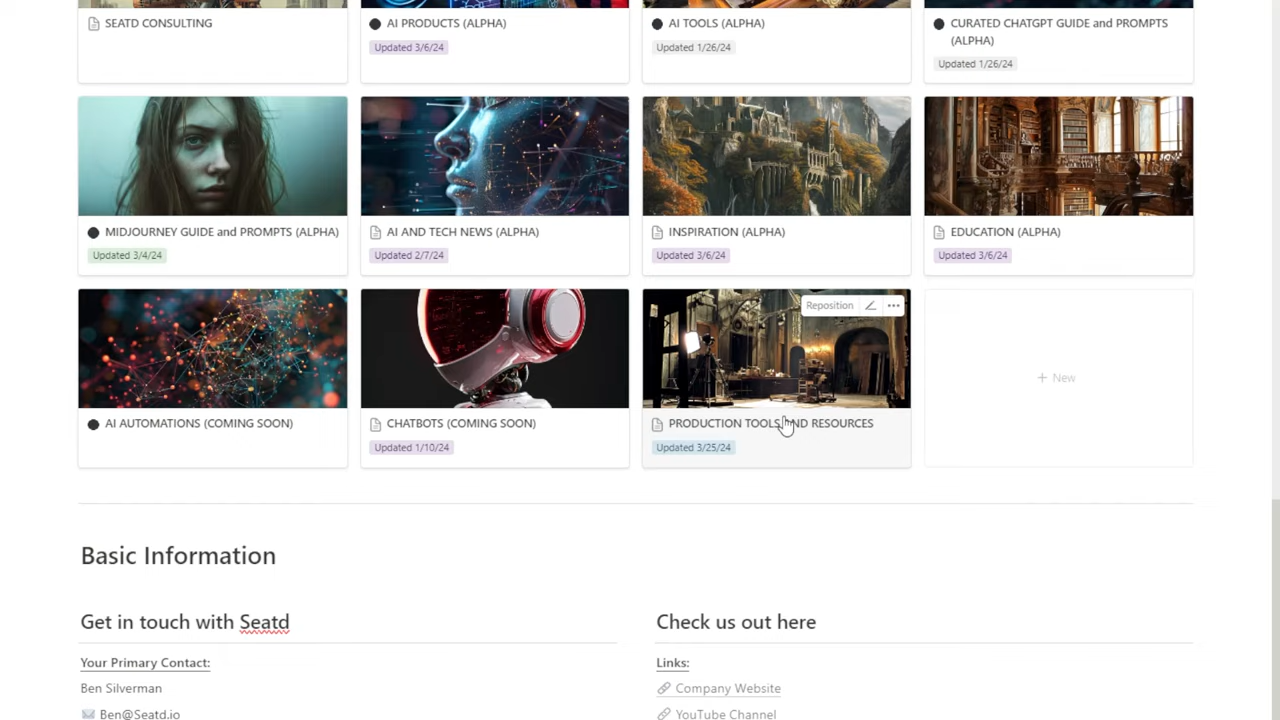 SEATD CONSULTING
AI PRODUCTS (ALPHA)
Updated 3/6/24
AI TOOLS (ALPHA)
Updated 1/26/24
CURATED CHATGPT GUIDE and PROMPTS
(ALPHA)
Updated 1/26/24
MIDJOURNEY GUIDE and PROMPTS (ALPHA)
Updated 3/4/24
AI AND TECH NEWS (ALPHA)
Updated 2/7/24
INSPIRATION (ALPHA)
Updated 3/6/24
EDUCATION (ALPHA)
Updated 3/6/24
AI AUTOMATIONS (COMING SOON)
CHATBOTS (COMING SOON)
Updated 1/10/24
Reposition
PRODUCTION TOOLS AND RESOURCES
Updated 3/25/24
+ New
Basic Information
Get in touch with Seatd
Your Primary Contact:
Ben Silverman
Ben@Seatd.io
Check us out here
Links:
Company Website
YouTube Channel